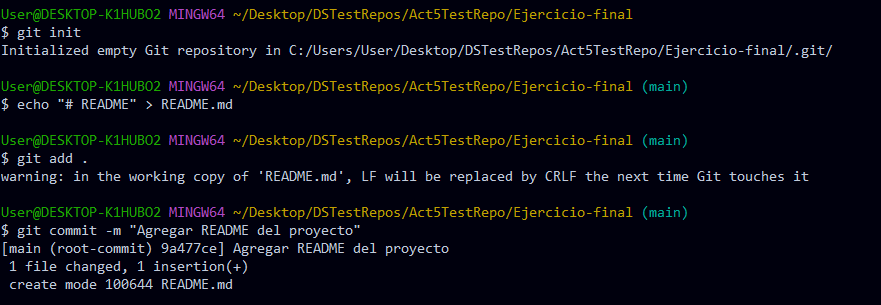 User@DESKTOP-K1HUBO2 MINGW64 ~/Desktop/DSTestRepos/Act5TestRepo/Ejercicio-final
$ git init
Initialized empty Git repository in C:/Users/User/Desktop/DSTestRepos/Act5TestRepo/Ejercicio-final/.git/
User@DESKTOP-K1HUBO2 MINGW64 ~/Desktop/DSTestRepos/Act5TestRepo/Ejercicio-final (main)
$ echo "# README" > README.md
User@DESKTOP-K1HUBO2 MINGW64 ~/Desktop/DSTestRepos/Act5TestRepo/Ejercicio-final (main)
$ git add .
warning: in the working copy of 'README.md', LF will be replaced by CRLF the next time Git touches it
User@DESKTOP-K1HUBO2 MINGW64 ~/Desktop/DSTestRepos/Act5TestRepo/Ejercicio-final (main)
$ git commit -m "Agregar README del proyecto"
[main (root-commit) 9a477ce] Agregar README del proyecto
 1 file changed, 1 insertion(+)
 create mode 100644 README.md